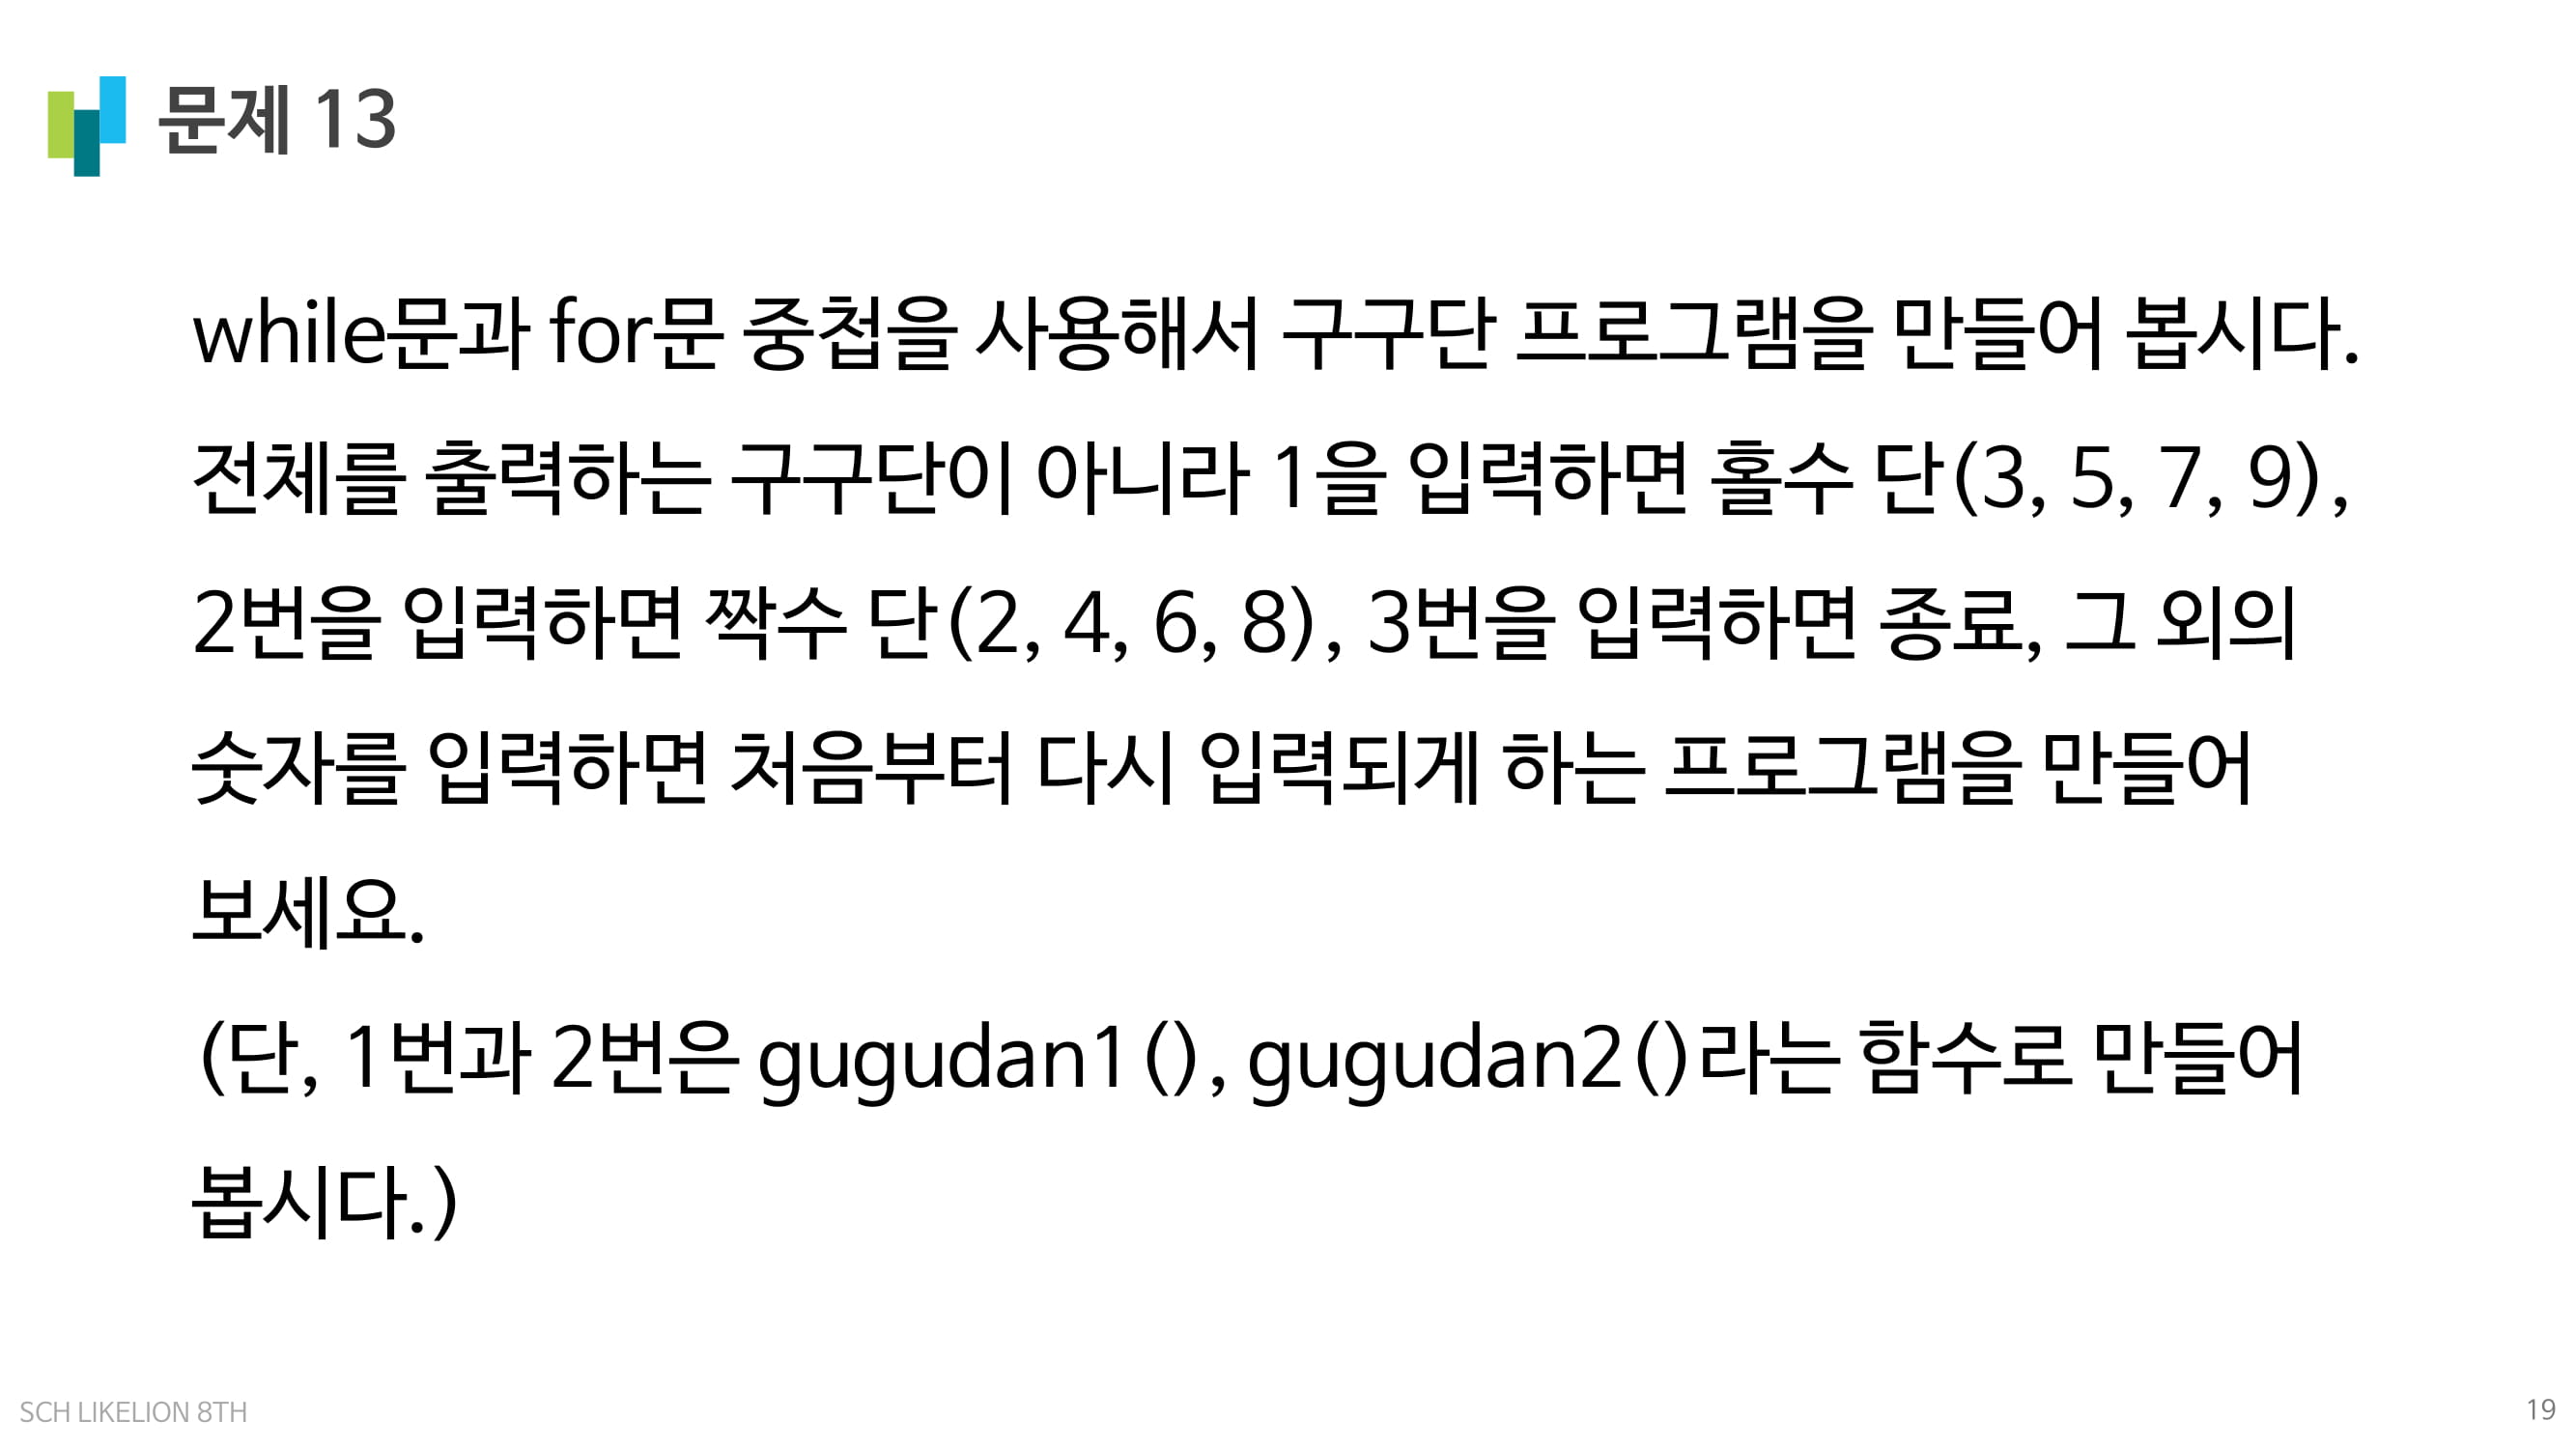 문제 13
while문과 for문 중첩을 사용해서 구구단 프로그램을 만들어 봅시다.
전체를 출력하는 구구단이 아니라 1을 입력하면 홀수 단(3, 5, 7, 9),
2번을 입력하면 짝수 단(2, 4, 6, 8), 3번을 입력하면 종료, 그 외의
숫자를 입력하면 처음부터 다시 입력되게 하는 프로그램을 만들어
보세요.
(단, 1번과 2번은 gugudan1(), gugudan2()라는 함수로 만들어
봅시다.)
SCH LIKELION 8TH
19